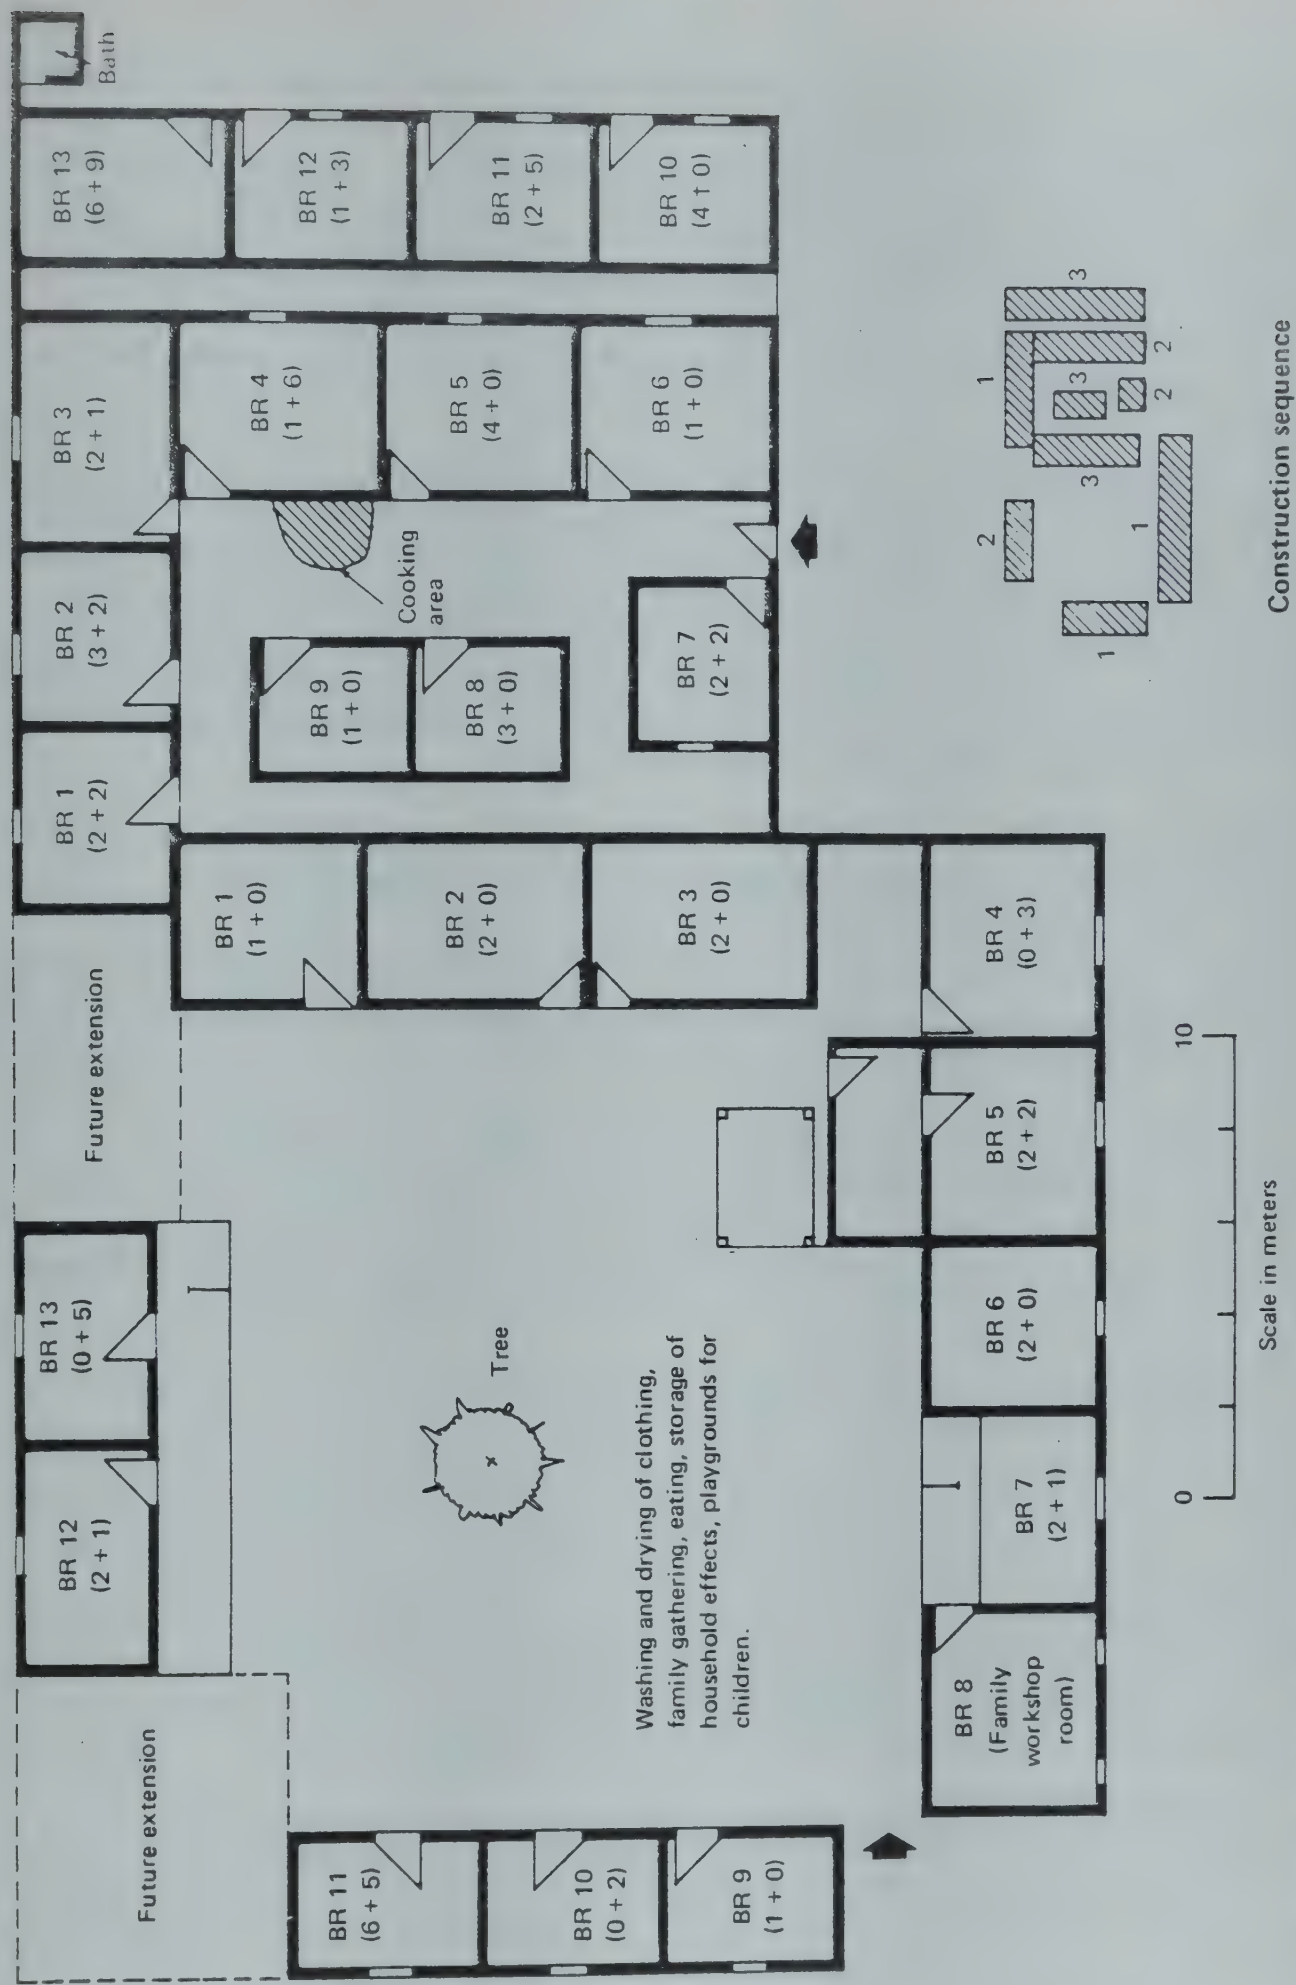 Future extension
BR 13
(0 + 5)
BR 12
(2 + 1)
Future extension
BR 11
(6 + 5)
BR 10
(0 + 2)
BR 9
(1 + 0)
Tree
Washing and drying of clothing,
family gathering, eating, storage of
household effects, playgrounds for
children.
BR 8
(Family
workshop
room)
BR 7
(2 + 1)
BR 6
(2 + 0)
BR 5
(2 + 2)
BR 4
(0 + 3)
BR 1
(1 + 0)
BR 2
(2 + 0)
BR 3
(2 + 0)
BR 1
(2 + 2)
BR 2
(3 + 2)
BR 3
(2 + 1)
BR 4
(1 + 6)
BR 5
(4 + 0)
BR 6
(1 + 0)
Cooking
area
BR 9
(1 + 0)
BR 8
(3 + 0)
BR 7
(2 + 2)
BR 13
(6 + 9)
BR 12
(1 + 3)
BR 11
(2 + 5)
BR 10
(4 † 0)
Bath
0
10
Scale in meters
1
2
3
3
2
3
2
1
1
Construction sequence